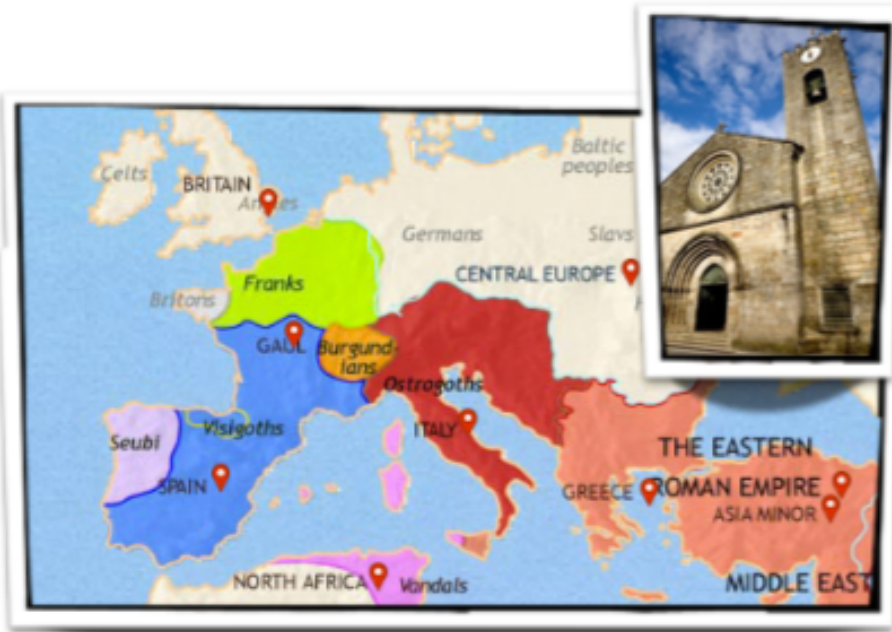 Celts
BRITAIN
Angles
Baltic
peoples
Germans
Slavs
CENTRAL EUROPE
Franks
Britons
GAUL
Burgund-
ians
Ostrogoths
Seubi
Visigoths
ITALY
SPAIN
THE EASTERN
ROMAN EMPIRE
GREECE
ASIA MINOR
NORTH AFRICA
Vandals
MIDDLE EAST